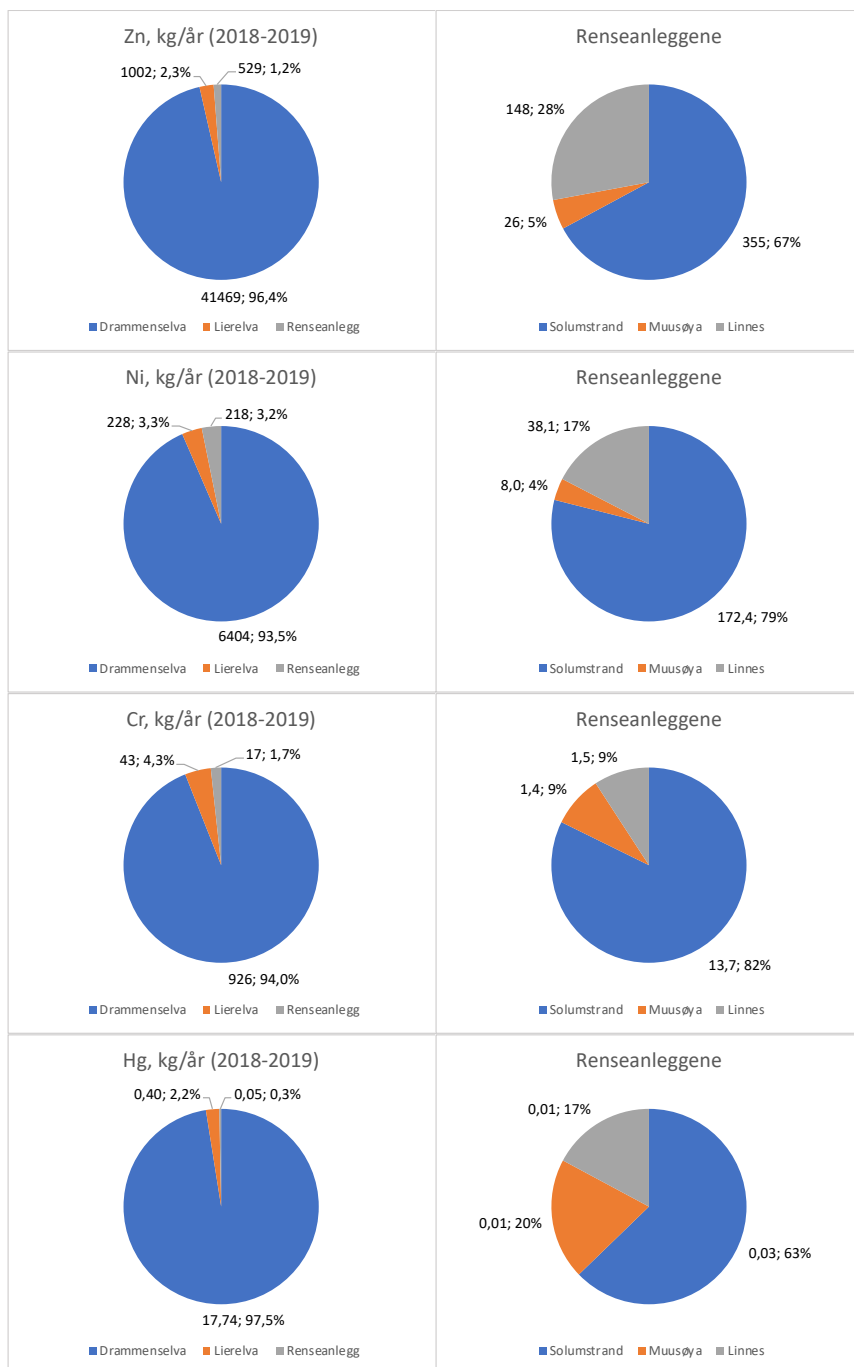 Zn, kg/år (2018-2019)
1002; 2,3%
529; 1,2%
41469; 96,4%
Drammenselva Lierelva Renseanlegg
Renseanleggene
148; 28%
26; 5%
355; 67%
Solumstrand Muusøya Linnes
Ni, kg/år (2018-2019)
228; 3,3%
218; 3,2%
6404; 93,5%
Drammenselva Lierelva Renseanlegg
Renseanleggene
38,1; 17%
8,0; 4%
172,4; 79%
Solumstrand Muusøya Linnes
Cr, kg/år (2018-2019)
43; 4,3%
17; 1,7%
926; 94,0%
Drammenselva Lierelva Renseanlegg
Renseanleggene
1,5; 9%
1,4; 9%
13,7; 82%
Solumstrand Muusøya Linnes
Hg, kg/år (2018-2019)
0,40; 2,2%
0,05; 0,3%
17,74; 97,5%
Drammenselva Lierelva Renseanlegg
Renseanleggene
0,01; 17%
0,01; 20%
0,03; 63%
Solumstrand Muusøya Linnes